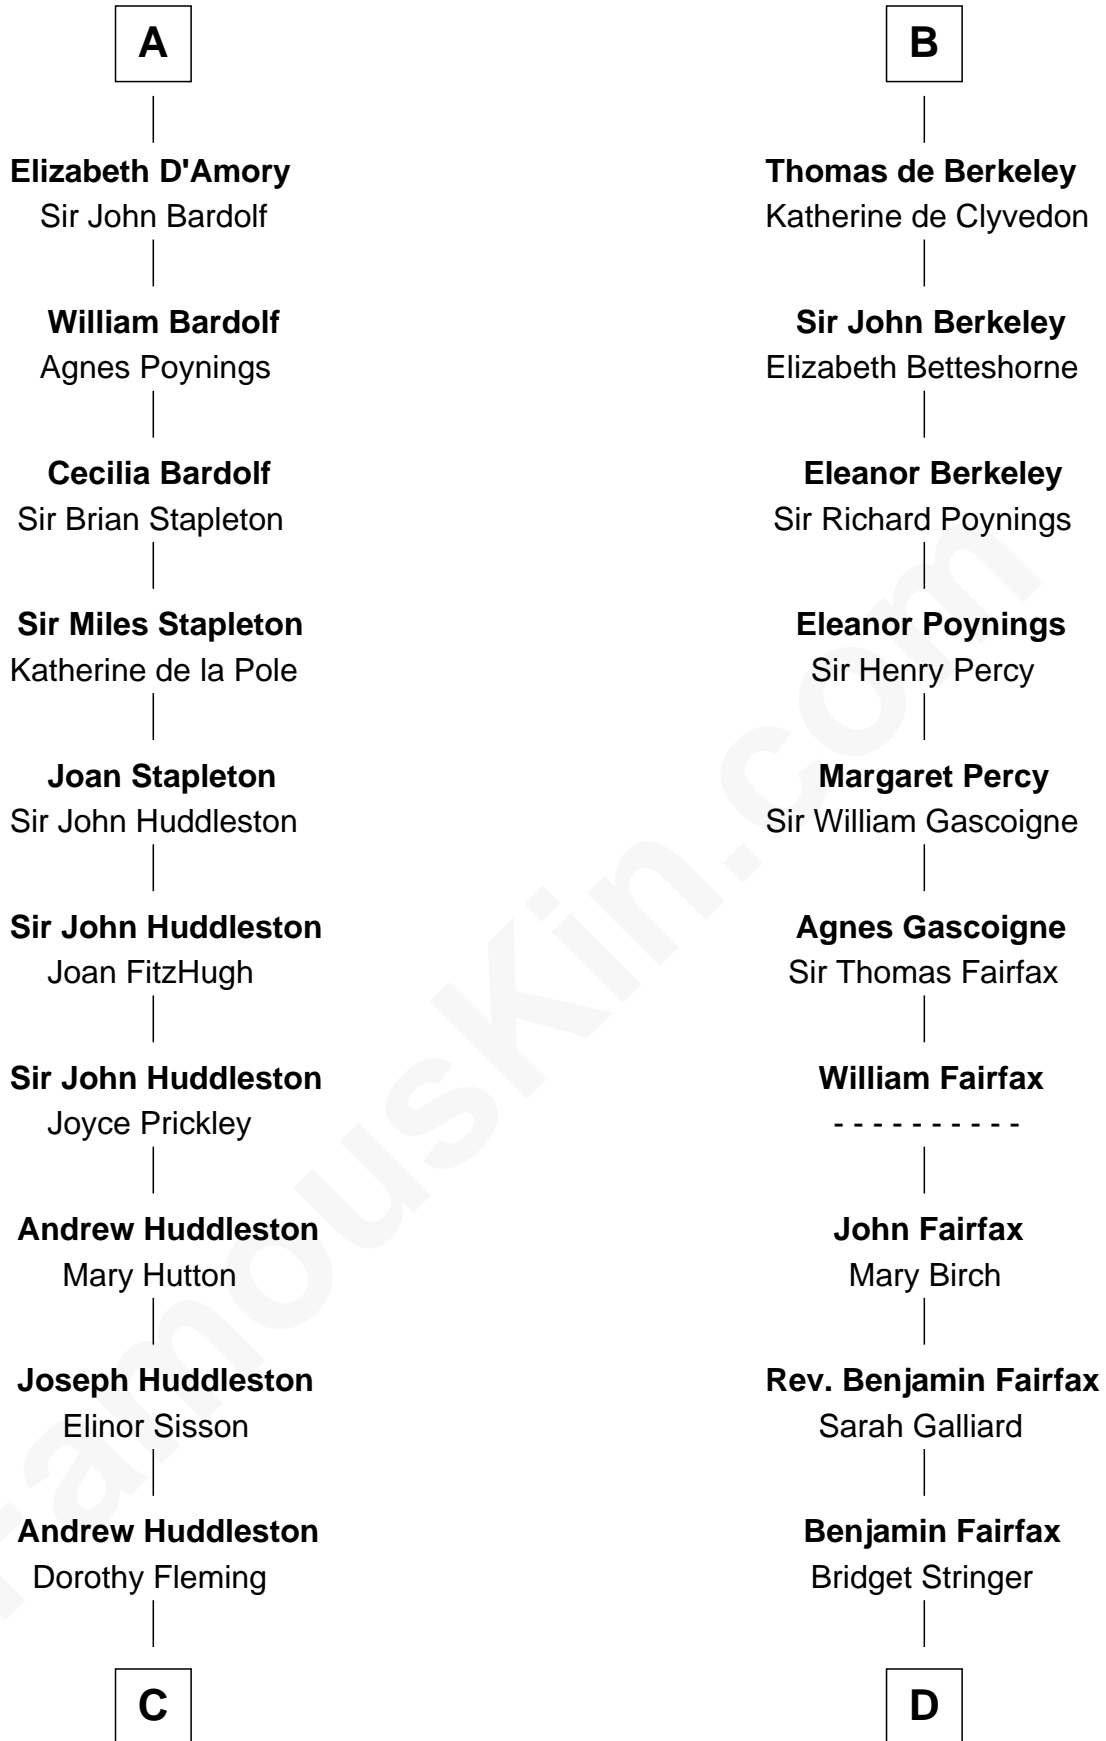 A
Elizabeth D'Amory
Sir John Bardolf
William Bardolf
Agnes Poynings
Cecilia Bardolf
Sir Brian Stapleton
Sir Miles Stapleton
Katherine de la Pole
Joan Stapleton
Sir John Huddleston
Sir John Huddleston
Joan FitzHugh
Sir John Huddleston
Joyce Prickley
Andrew Huddleston
Mary Hutton
Joseph Huddleston
Elinor Sisson
Andrew Huddleston
Dorothy Fleming
C
B
Thomas de Berkeley
Katherine de Clyvedon
Sir John Berkeley
Elizabeth Betteshorne
Eleanor Berkeley
Sir Richard Poynings
Eleanor Poynings
Sir Henry Percy
Margaret Percy
Sir William Gascoigne
Agnes Gascoigne
Sir Thomas Fairfax
William Fairfax
- - - - - - - - - -
John Fairfax
Mary Birch
Rev. Benjamin Fairfax
Sarah Galliard
Benjamin Fairfax
Bridget Stringer
D
FamousKin.com